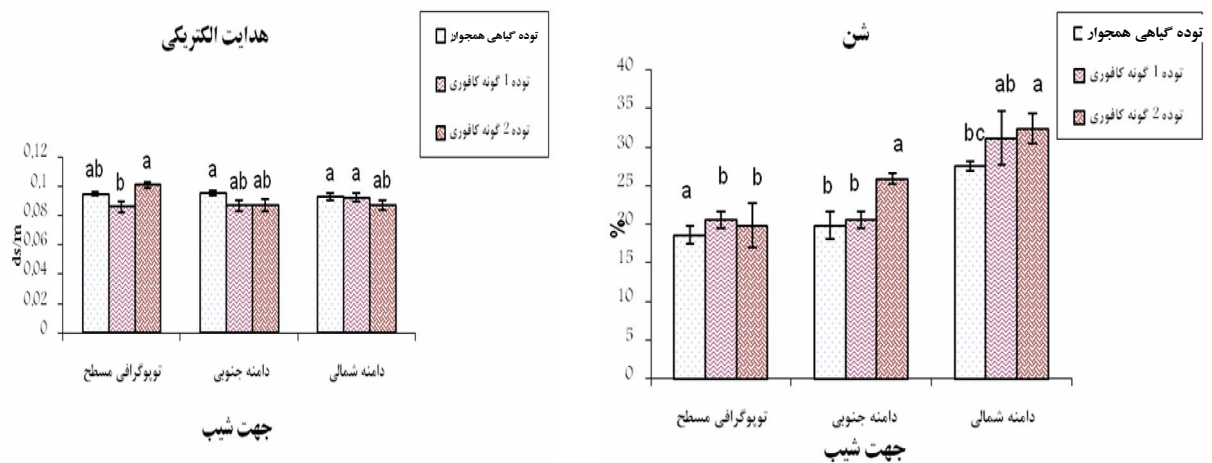 هدایت الکتریکی
توده گیاهی همجوار
توده 1 گونه کافوری
توده 2 گونه کافوری
0,12
0,1
0,08
0,06
0,04
0,02
0
ds/m
ab b a
a ab ab
a a ab
توپوگرافی مسطح
دامنه جنوبی
دامنه شمالی
جهت شیب
شن
توده گیاهی همجوار
توده 1 گونه کافوری
توده 2 گونه کافوری
40
35
30
25
20
15
10
5
0
%
a b b
b b a
bc ab a
توپوگرافی مسطح
دامنه جنوبی
دامنه شمالی
جهت شیب